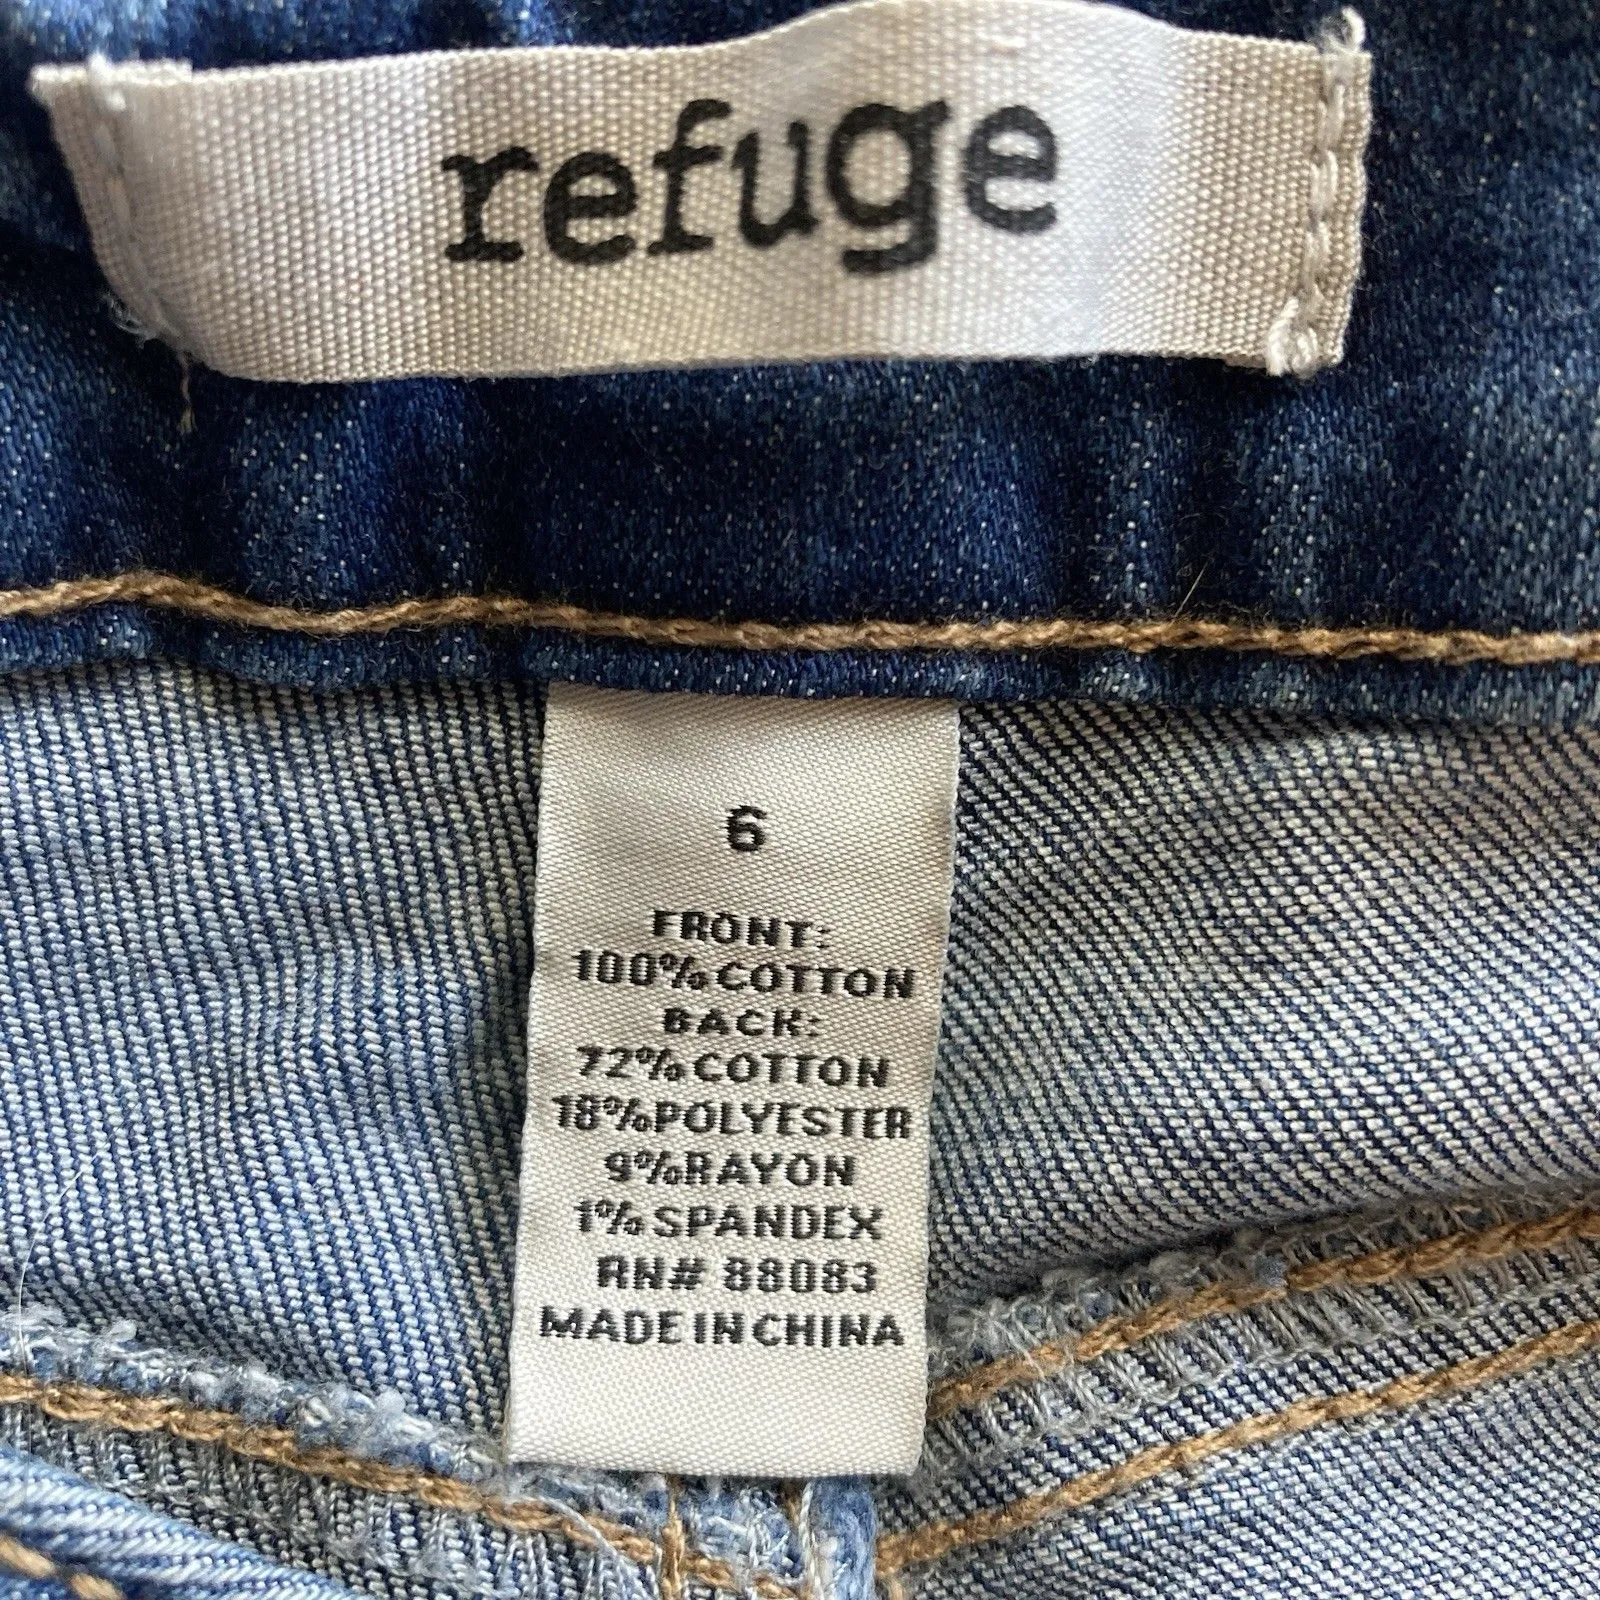 refuge
6
FRONT:
100% COTTON
BACK:
72% COTTON
18% POLYESTER
9% RAYON
1% SPANDEX
RN# 88083
MADE IN CHINA